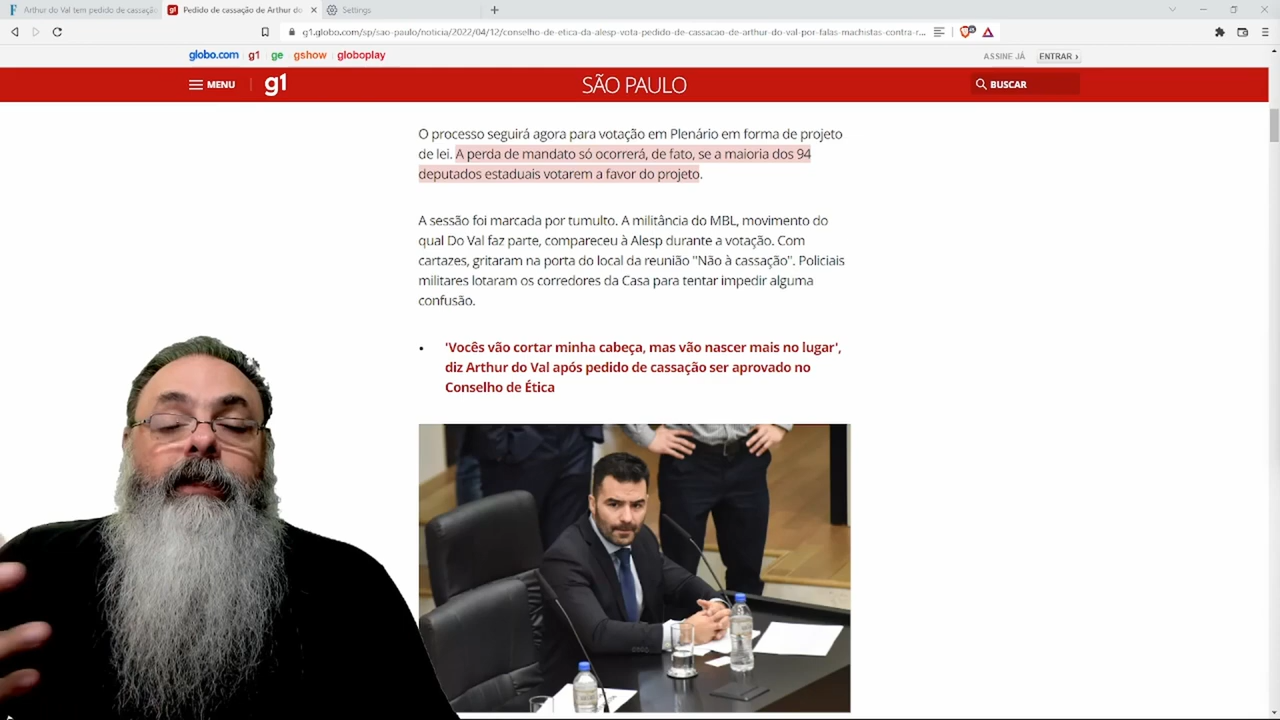 Arthur do Val tem pedido de cassação
Pedido de cassação de Arthur do
Settings
g1.globo.com/sp/sao-paulo/noticia/2022/04/12/conselho-de-etica-da-alesp-vota-pedido-de-cassacao-de-arthur-do-val-por-falas-machistas-contra-r...
globo.com g1 ge gshow globoplay
ASSINE JÁ ENTRAR ›
MENU g1 SÃO PAULO BUSCAR
O processo seguirá agora para votação em Plenário em forma de projeto
de lei. A perda de mandato só ocorrerá, de fato, se a maioria dos 94
deputados estaduais votarem a favor do projeto.
A sessão foi marcada por tumulto. A militância do MBL, movimento do
qual Do Val faz parte, compareceu à Alesp durante a votação. Com
cartazes, gritaram na porta do local da reunião "Não à cassação". Policiais
militares lotaram os corredores da Casa para tentar impedir alguma
confusão.
• 'Vocês vão cortar minha cabeça, mas vão nascer mais no lugar',
diz Arthur do Val após pedido de cassação ser aprovado no
Conselho de Ética